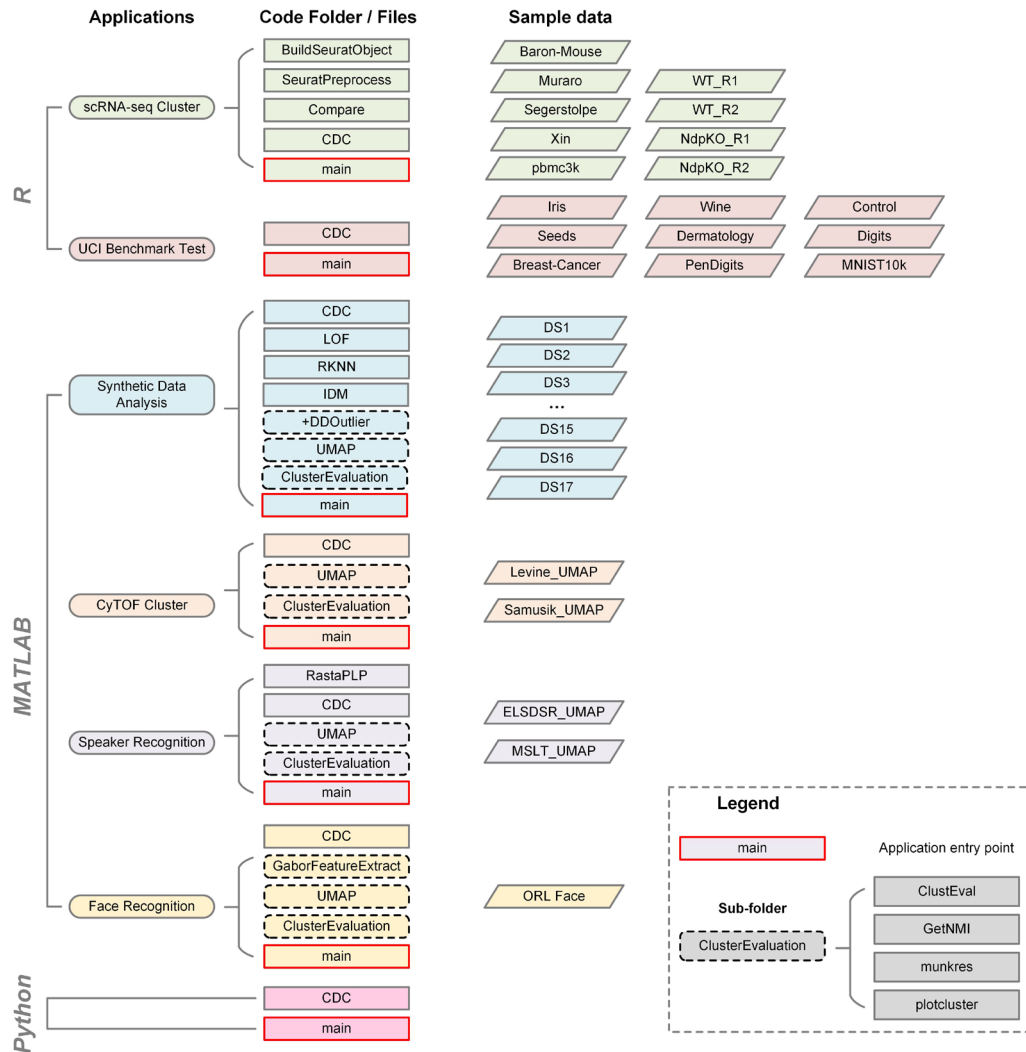 Applications
Code Folder / Files
Sample data
R
scRNA-seq Cluster
BuildSeuratObject
SeuratPreprocess
Compare
CDC
main
Baron-Mouse
Muraro
WT_R1
Segerstolpe
WT_R2
Xin
NdpKO_R1
pbmc3k
NdpKO_R2
UCI Benchmark Test
CDC
main
Iris
Wine
Control
Seeds
Dermatology
Digits
Breast-Cancer
PenDigits
MNIST10k
MATLAB
Synthetic Data
Analysis
CDC
LOF
RKNN
IDM
+DDOutlier
UMAP
ClusterEvaluation
main
DS1
DS2
DS3
...
DS15
DS16
DS17
CyTOF Cluster
CDC
UMAP
ClusterEvaluation
main
Levine_UMAP
Samusik_UMAP
Speaker Recognition
RastaPLP
CDC
UMAP
ClusterEvaluation
main
ELSDSR_UMAP
MSLT_UMAP
Face Recognition
CDC
GaborFeatureExtract
UMAP
ClusterEvaluation
main
ORL Face
Python
CDC
main
Legend
main
Application entry point
Sub-folder
ClusterEvaluation
ClustEval
GetNMI
munkres
plotcluster